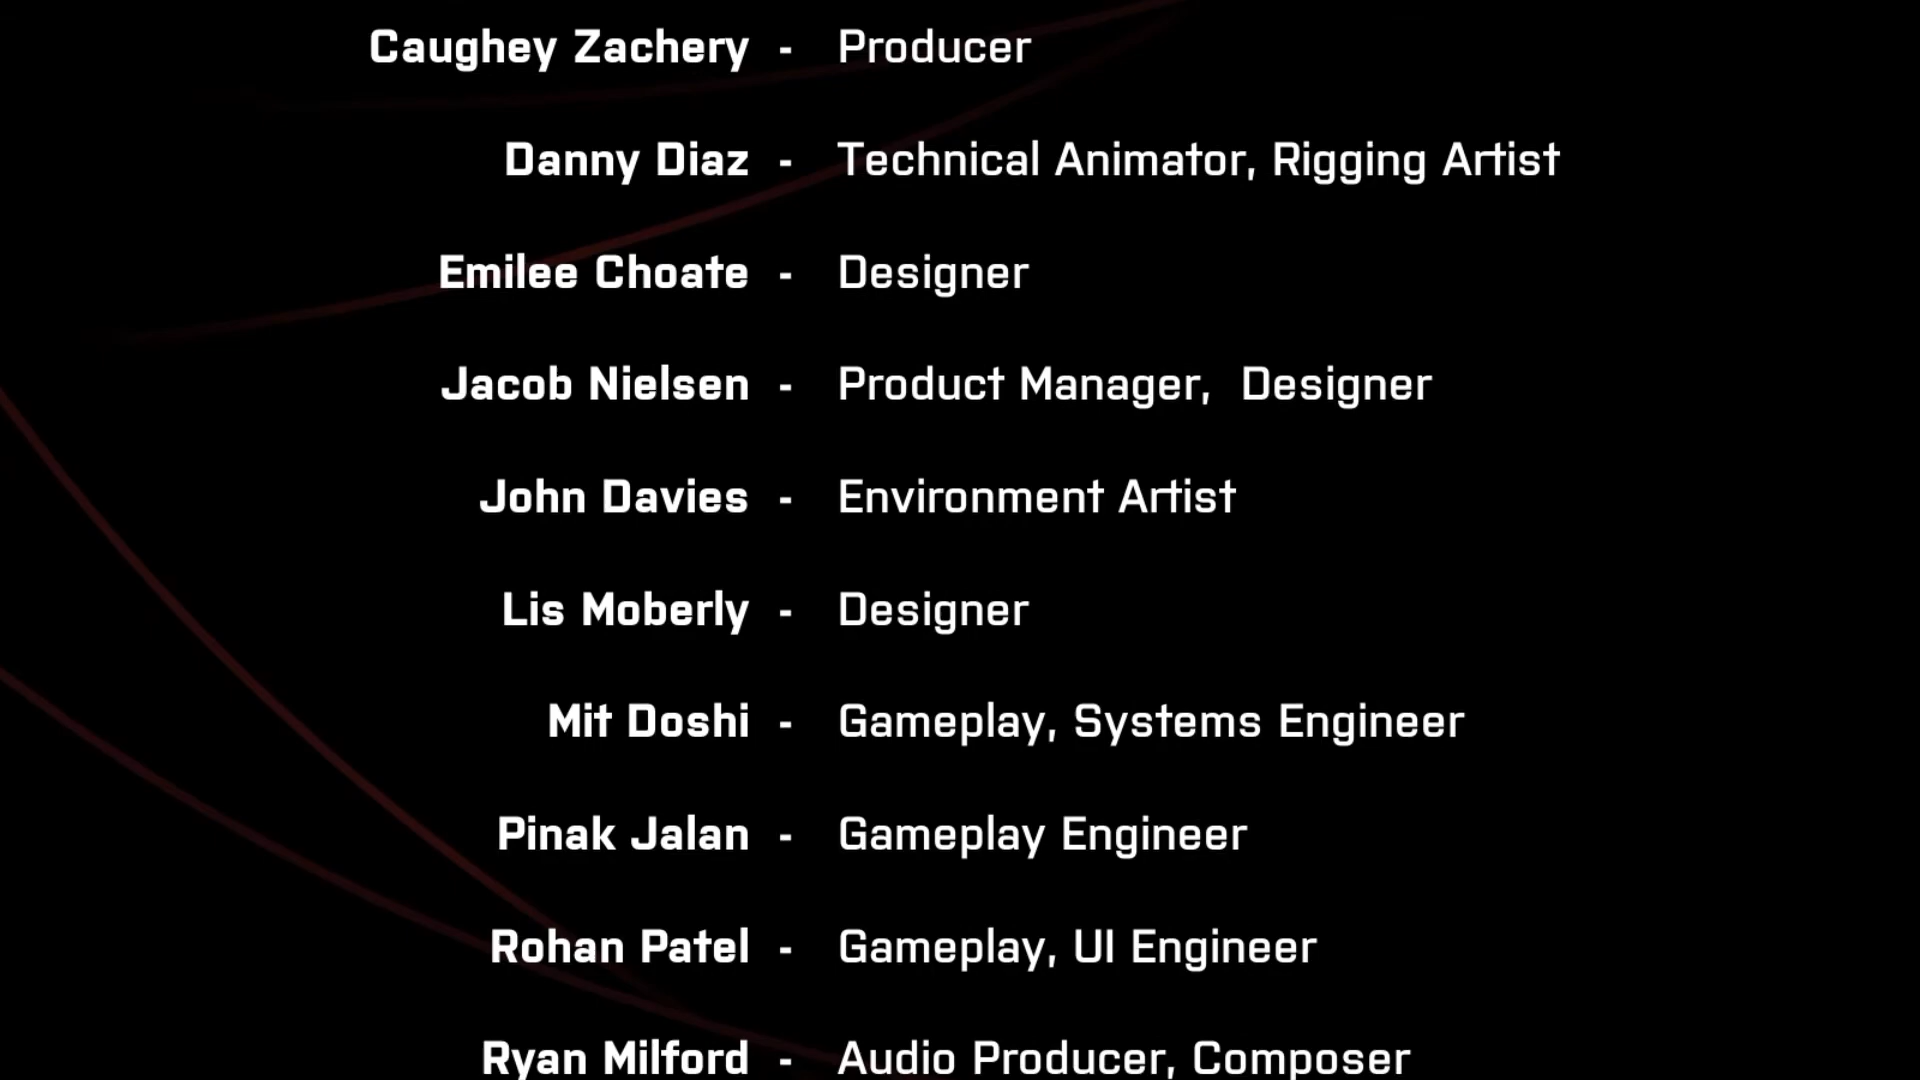 Caughey Zachery - Producer
Danny Diaz - Technical Animator, Rigging Artist
Emilee Choate - Designer
Jacob Nielsen - Product Manager,  Designer
John Davies - Environment Artist
Lis Moberly - Designer
Mit Doshi - Gameplay, Systems Engineer
Pinak Jalan - Gameplay Engineer
Rohan Patel - Gameplay, UI Engineer
Ryan Milford - Audio Producer, Composer